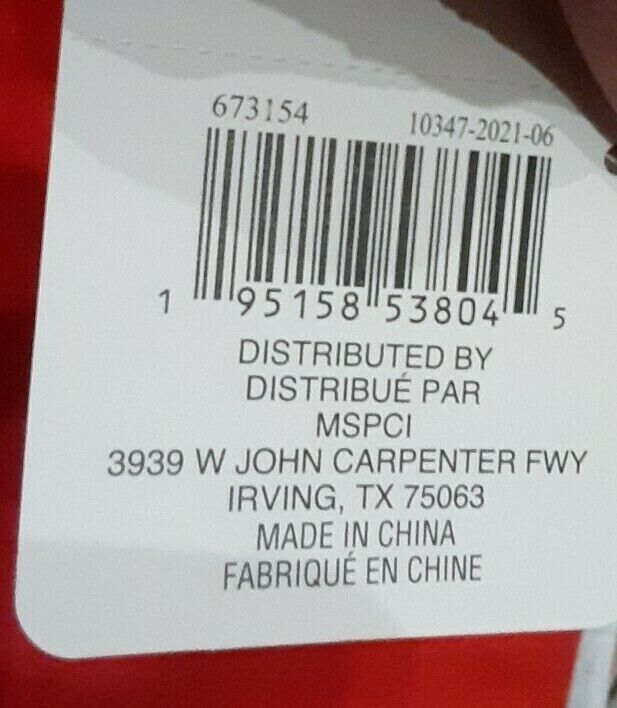 673154 10347-2021-06
1 95158 53804 5
DISTRIBUTED BY
DISTRIBUÉ PAR
MSPCI
3939 W JOHN CARPENTER FWY
IRVING, TX 75063
MADE IN CHINA
FABRIQUÉ EN CHINE